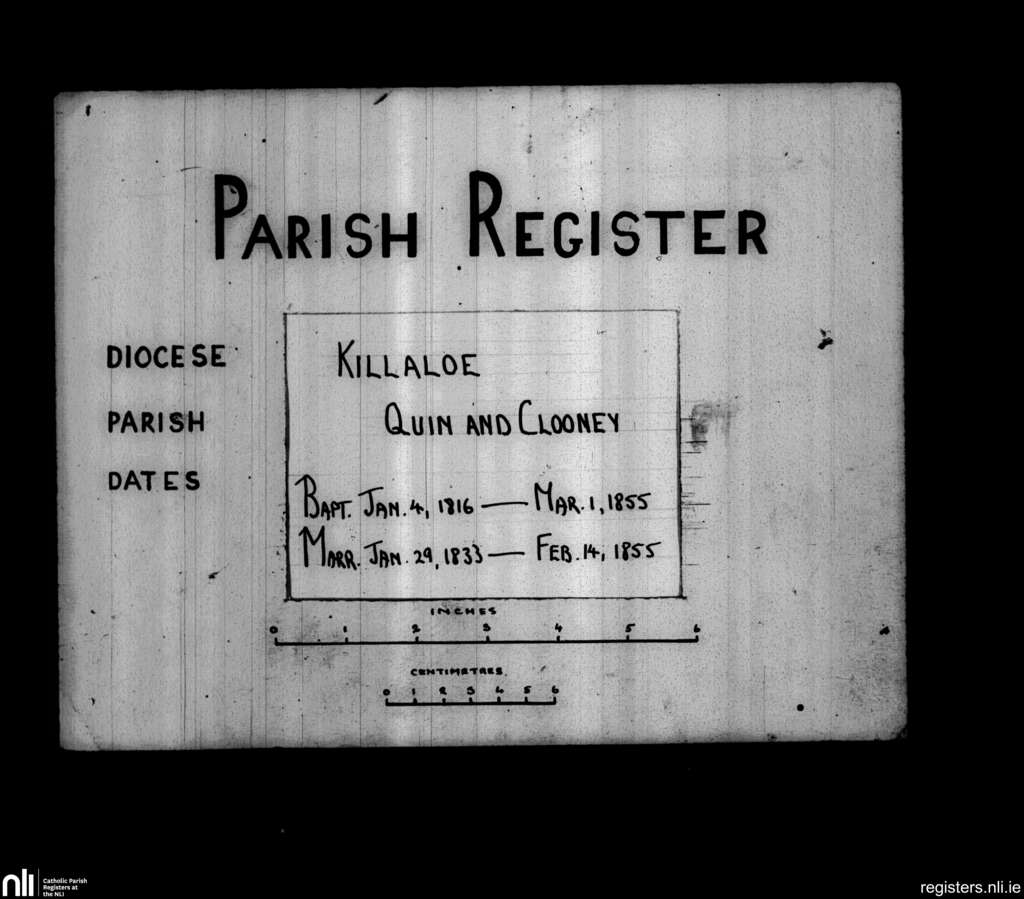 PARISH REGISTER
DIOCESE KILLALOE
PARISH QUIN AND CLOONEY
DATES
BAPT. JAN. 4, 1816 — MAR. 1, 1855
MARR. JAN. 29, 1833 — FEB. 14, 1855
INCHES
0 1 2 3 4 5 6
CENTIMETRES.
0 1 2 3 4 5 6
nli Catholic Parish
Registers at
the NLI
registers.nli.ie